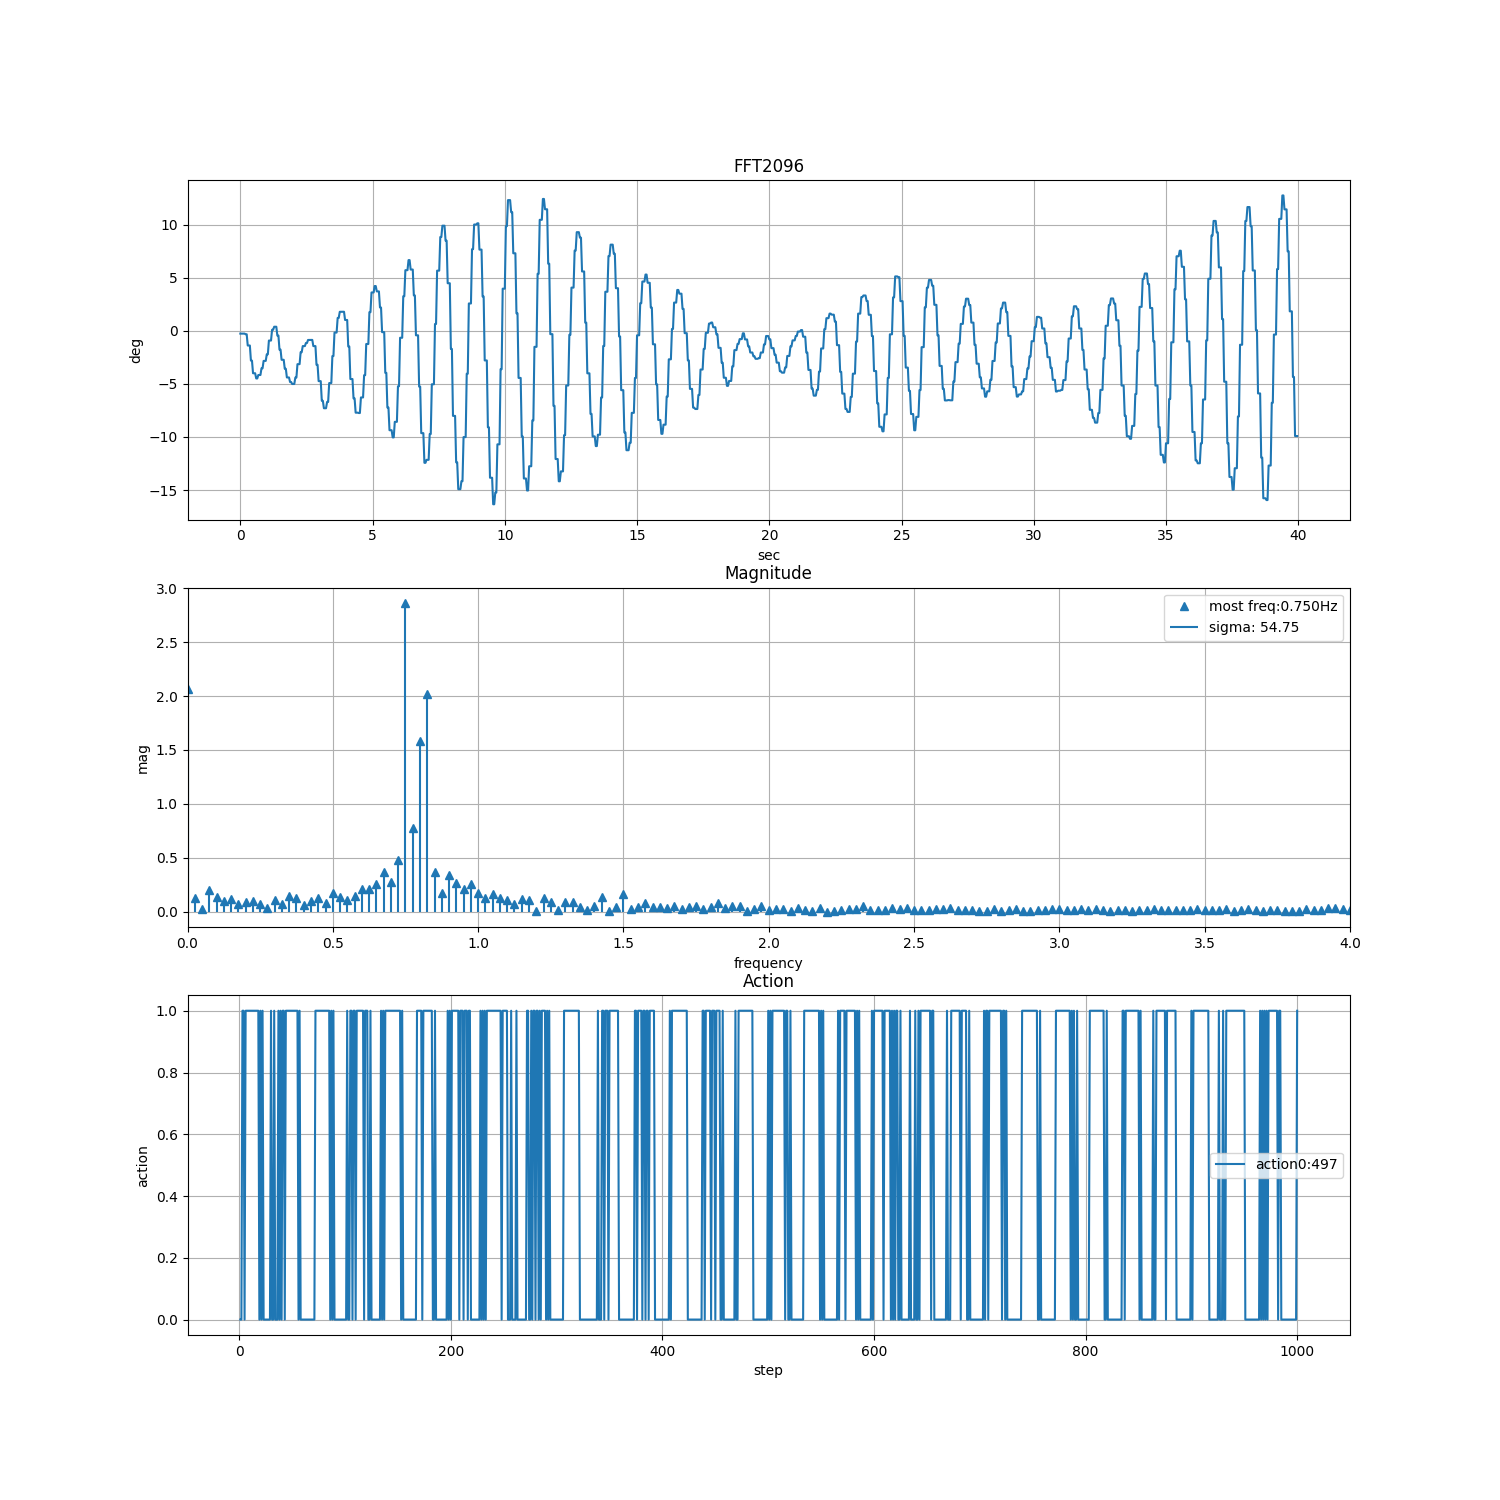 FFT2096
10
5
0
−5
−10
−15
deg
0 5 10 15 20 25 30 35 40
sec
Magnitude
3.0
2.5
2.0
1.5
1.0
0.5
0.0
mag
most freq:0.750Hz
sigma: 54.75
0.0 0.5 1.0 1.5 2.0 2.5 3.0 3.5 4.0
frequency
Action
1.0
0.8
0.6
0.4
0.2
0.0
action
action0:497
0 200 400 600 800 1000
step